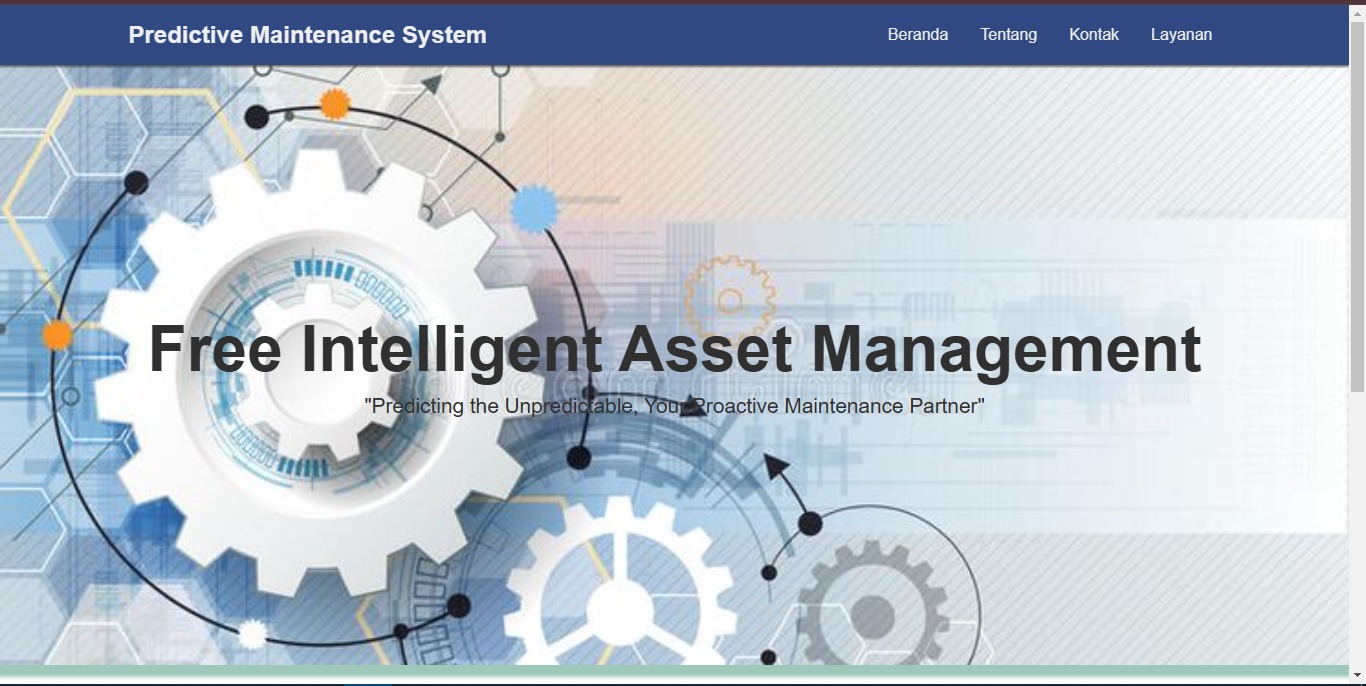 Predictive Maintenance System
Beranda Tentang Kontak Layanan
Free Intelligent Asset Management
"Predicting the Unpredictable, Your Proactive Maintenance Partner"